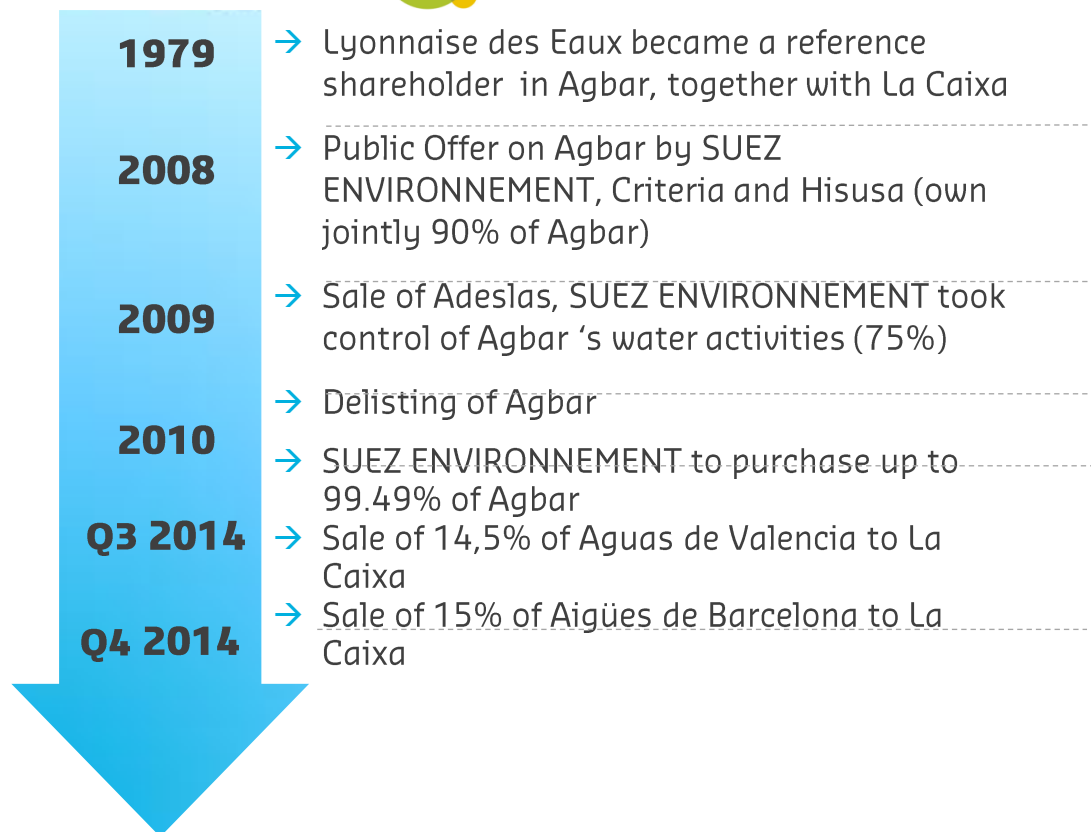 1979
→ Lyonnaise des Eaux became a reference
shareholder in Agbar, together with La Caixa
2008
→ Public Offer on Agbar by SUEZ
ENVIRONNEMENT, Criteria and Hisusa (own
jointly 90% of Agbar)
2009
→ Sale of Adeslas, SUEZ ENVIRONNEMENT took
control of Agbar ‘s water activities (75%)
2010
→ Delisting of Agbar
→ SUEZ ENVIRONNEMENT to purchase up to
99.49% of Agbar
Q3 2014
→ Sale of 14,5% of Aguas de Valencia to La
Caixa
Q4 2014
→ Sale of 15% of Aigües de Barcelona to La
Caixa